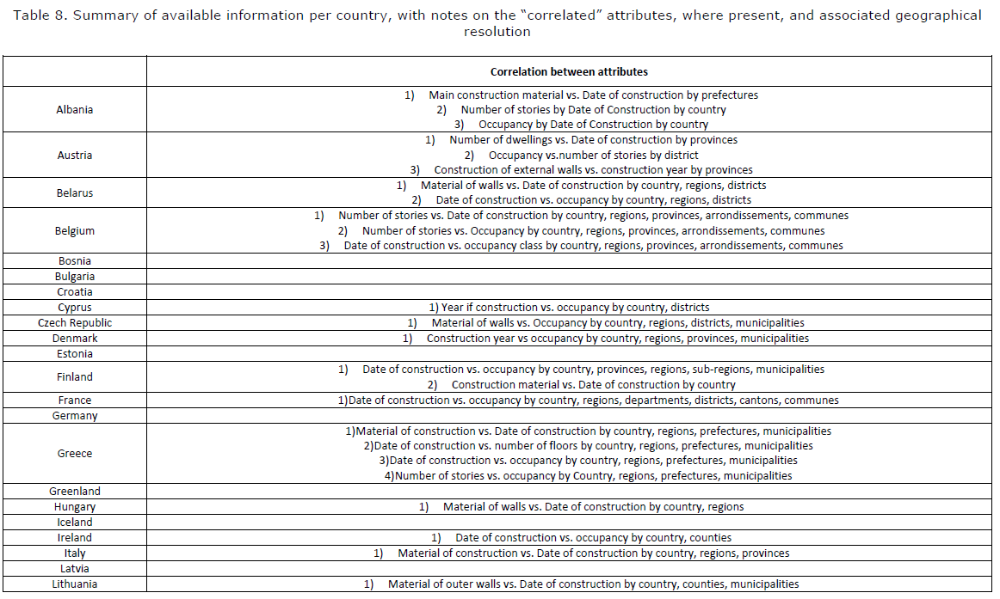 Table 8. Summary of available information per country, with notes on the “correlated” attributes, where present, and associated geographical
resolution
Correlation between attributes
Albania
1) Main construction material vs. Date of construction by prefectures
2) Number of stories by Date of Construction by country
3) Occupancy by Date of Construction by country
Austria
1) Number of dwellings vs. Date of construction by provinces
2) Occupancy vs.number of stories by district
3) Construction of external walls vs. construction year by provinces
Belarus
1) Material of walls vs. Date of construction by country, regions, districts
2) Date of construction vs. occupancy by country, regions, districts
Belgium
1) Number of stories vs. Date of construction by country, regions, provinces, arrondissements, communes
2) Number of stories vs. Occupancy by country, regions, provinces, arrondissements, communes
3) Date of construction vs. occupancy class by country, regions, provinces, arrondissements, communes
Bosnia
Bulgaria
Croatia
Cyprus
1) Year if construction vs. occupancy by country, districts
Czech Republic
1) Material of walls vs. Occupancy by country, regions, districts, municipalities
Denmark
1) Construction year vs occupancy by country, regions, provinces, municipalities
Estonia
Finland
1) Date of construction vs. occupancy by country, provinces, regions, sub-regions, municipalities
2) Construction material vs. Date of construction by country
France
1)Date of construction vs. occupancy by country, regions, departments, districts, cantons, communes
Germany
Greece
1)Material of construction vs. Date of construction by country, regions, prefectures, municipalities
2)Date of construction vs. number of floors by country, regions, prefectures, municipalities
3)Date of construction vs. occupancy by country, regions, prefectures, municipalities
4)Number of stories vs. occupancy by Country, regions, prefectures, municipalities
Greenland
Hungary
1) Material of walls vs. Date of construction by country, regions
Iceland
Ireland
1) Date of construction vs. occupancy by country, counties
Italy
1) Material of construction vs. Date of construction by country, regions, provinces
Latvia
Lithuania
1) Material of outer walls vs. Date of construction by country, counties, municipalities